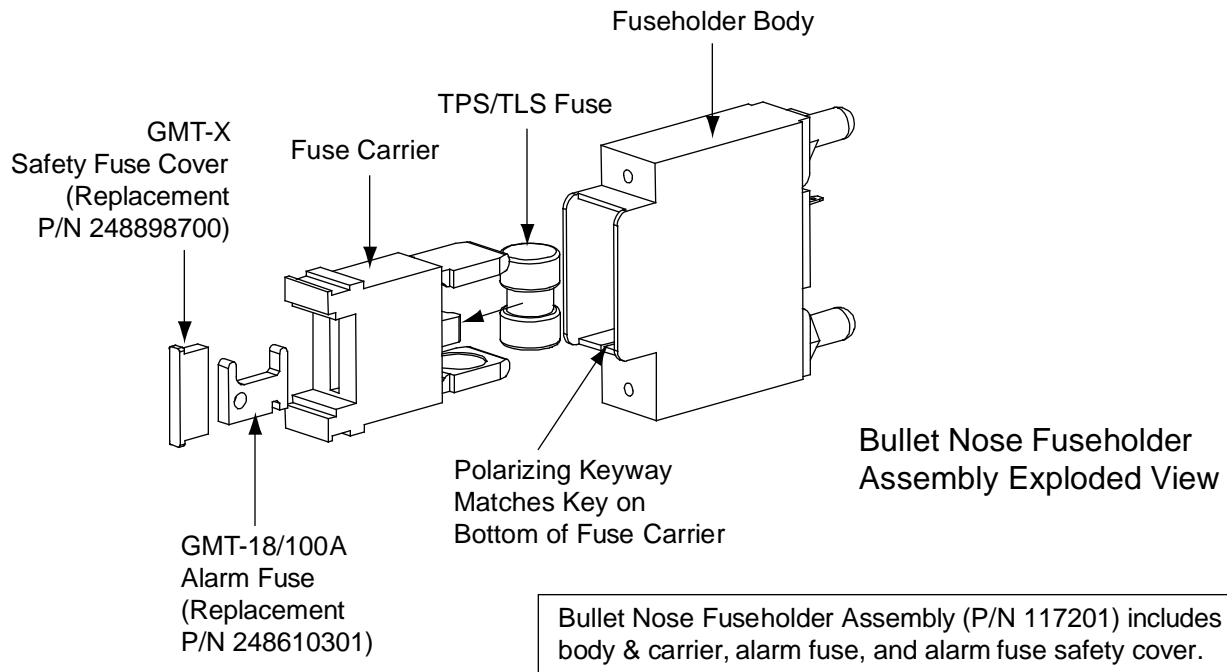 Fuseholder Body
TPS/TLS Fuse
GMT-X
Safety Fuse Cover
(Replacement
P/N 248898700)
Fuse Carrier
Polarizing Keyway
Matches Key on
Bottom of Fuse Carrier
Bullet Nose Fuseholder
Assembly Exploded View
GMT-18/100A
Alarm Fuse
(Replacement
P/N 248610301)
Bullet Nose Fuseholder Assembly (P/N 117201) includes
body & carrier, alarm fuse, and alarm fuse safety cover.